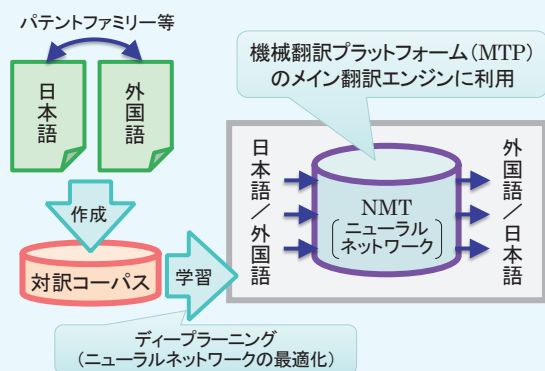 パテントファミリー等
日本語
外国語
作成
対訳コーパス
学習
ディープラーニング
(ニューラルネットワークの最適化)
機械翻訳プラットフォーム(MTP)
のメイン翻訳エンジンに利用
日本語/外国語
NMT
ニューラル
ネットワーク
外国語/日本語